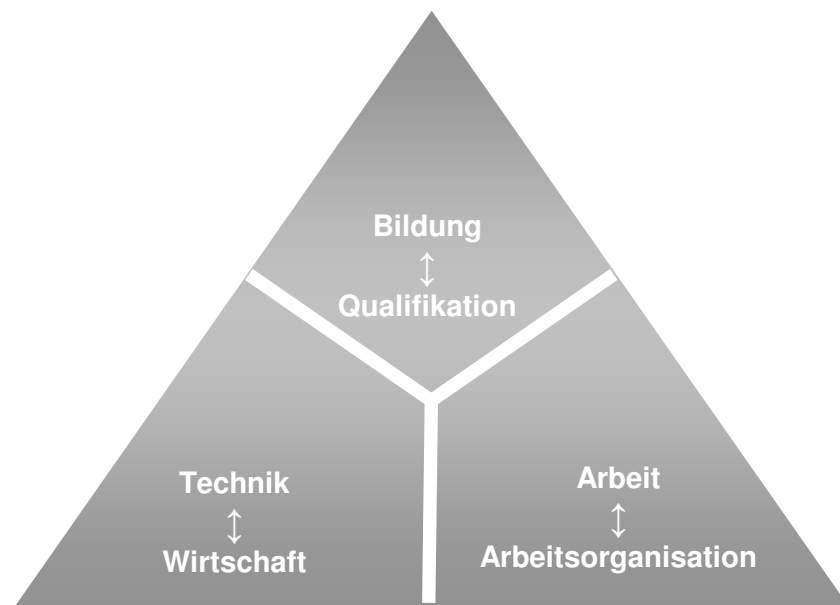 Bildung
↕
Qualifikation
Technik
↕
Wirtschaft
Arbeit
↕
Arbeitsorganisation